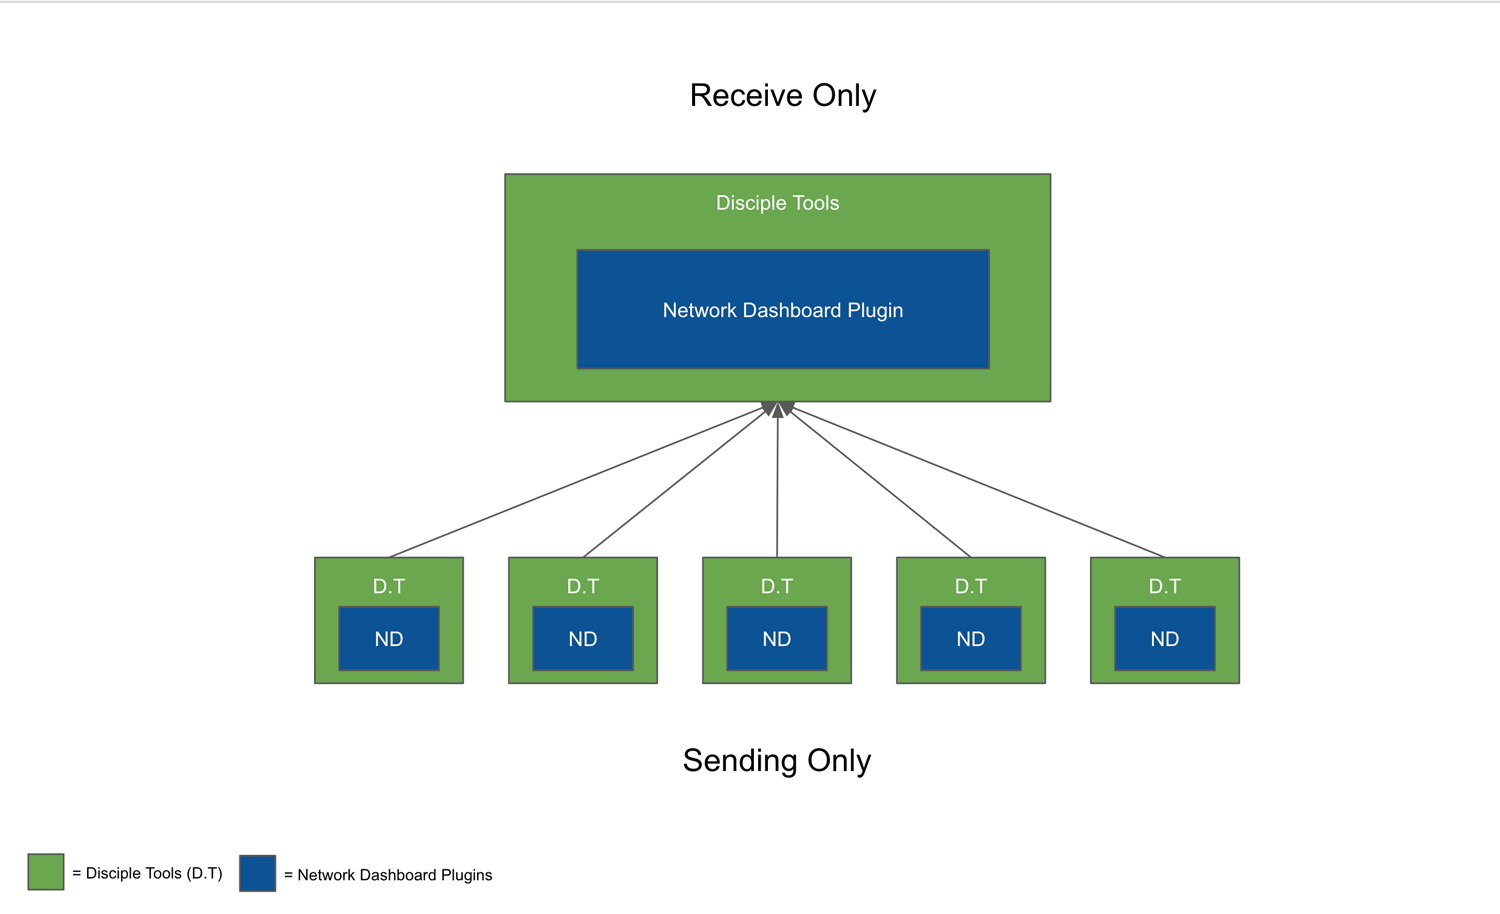 Receive Only
Disciple Tools
Network Dashboard Plugin
D.T
D.T
D.T
D.T
D.T
ND
ND
ND
ND
ND
Sending Only
= Disciple Tools (D.T)
= Network Dashboard Plugins